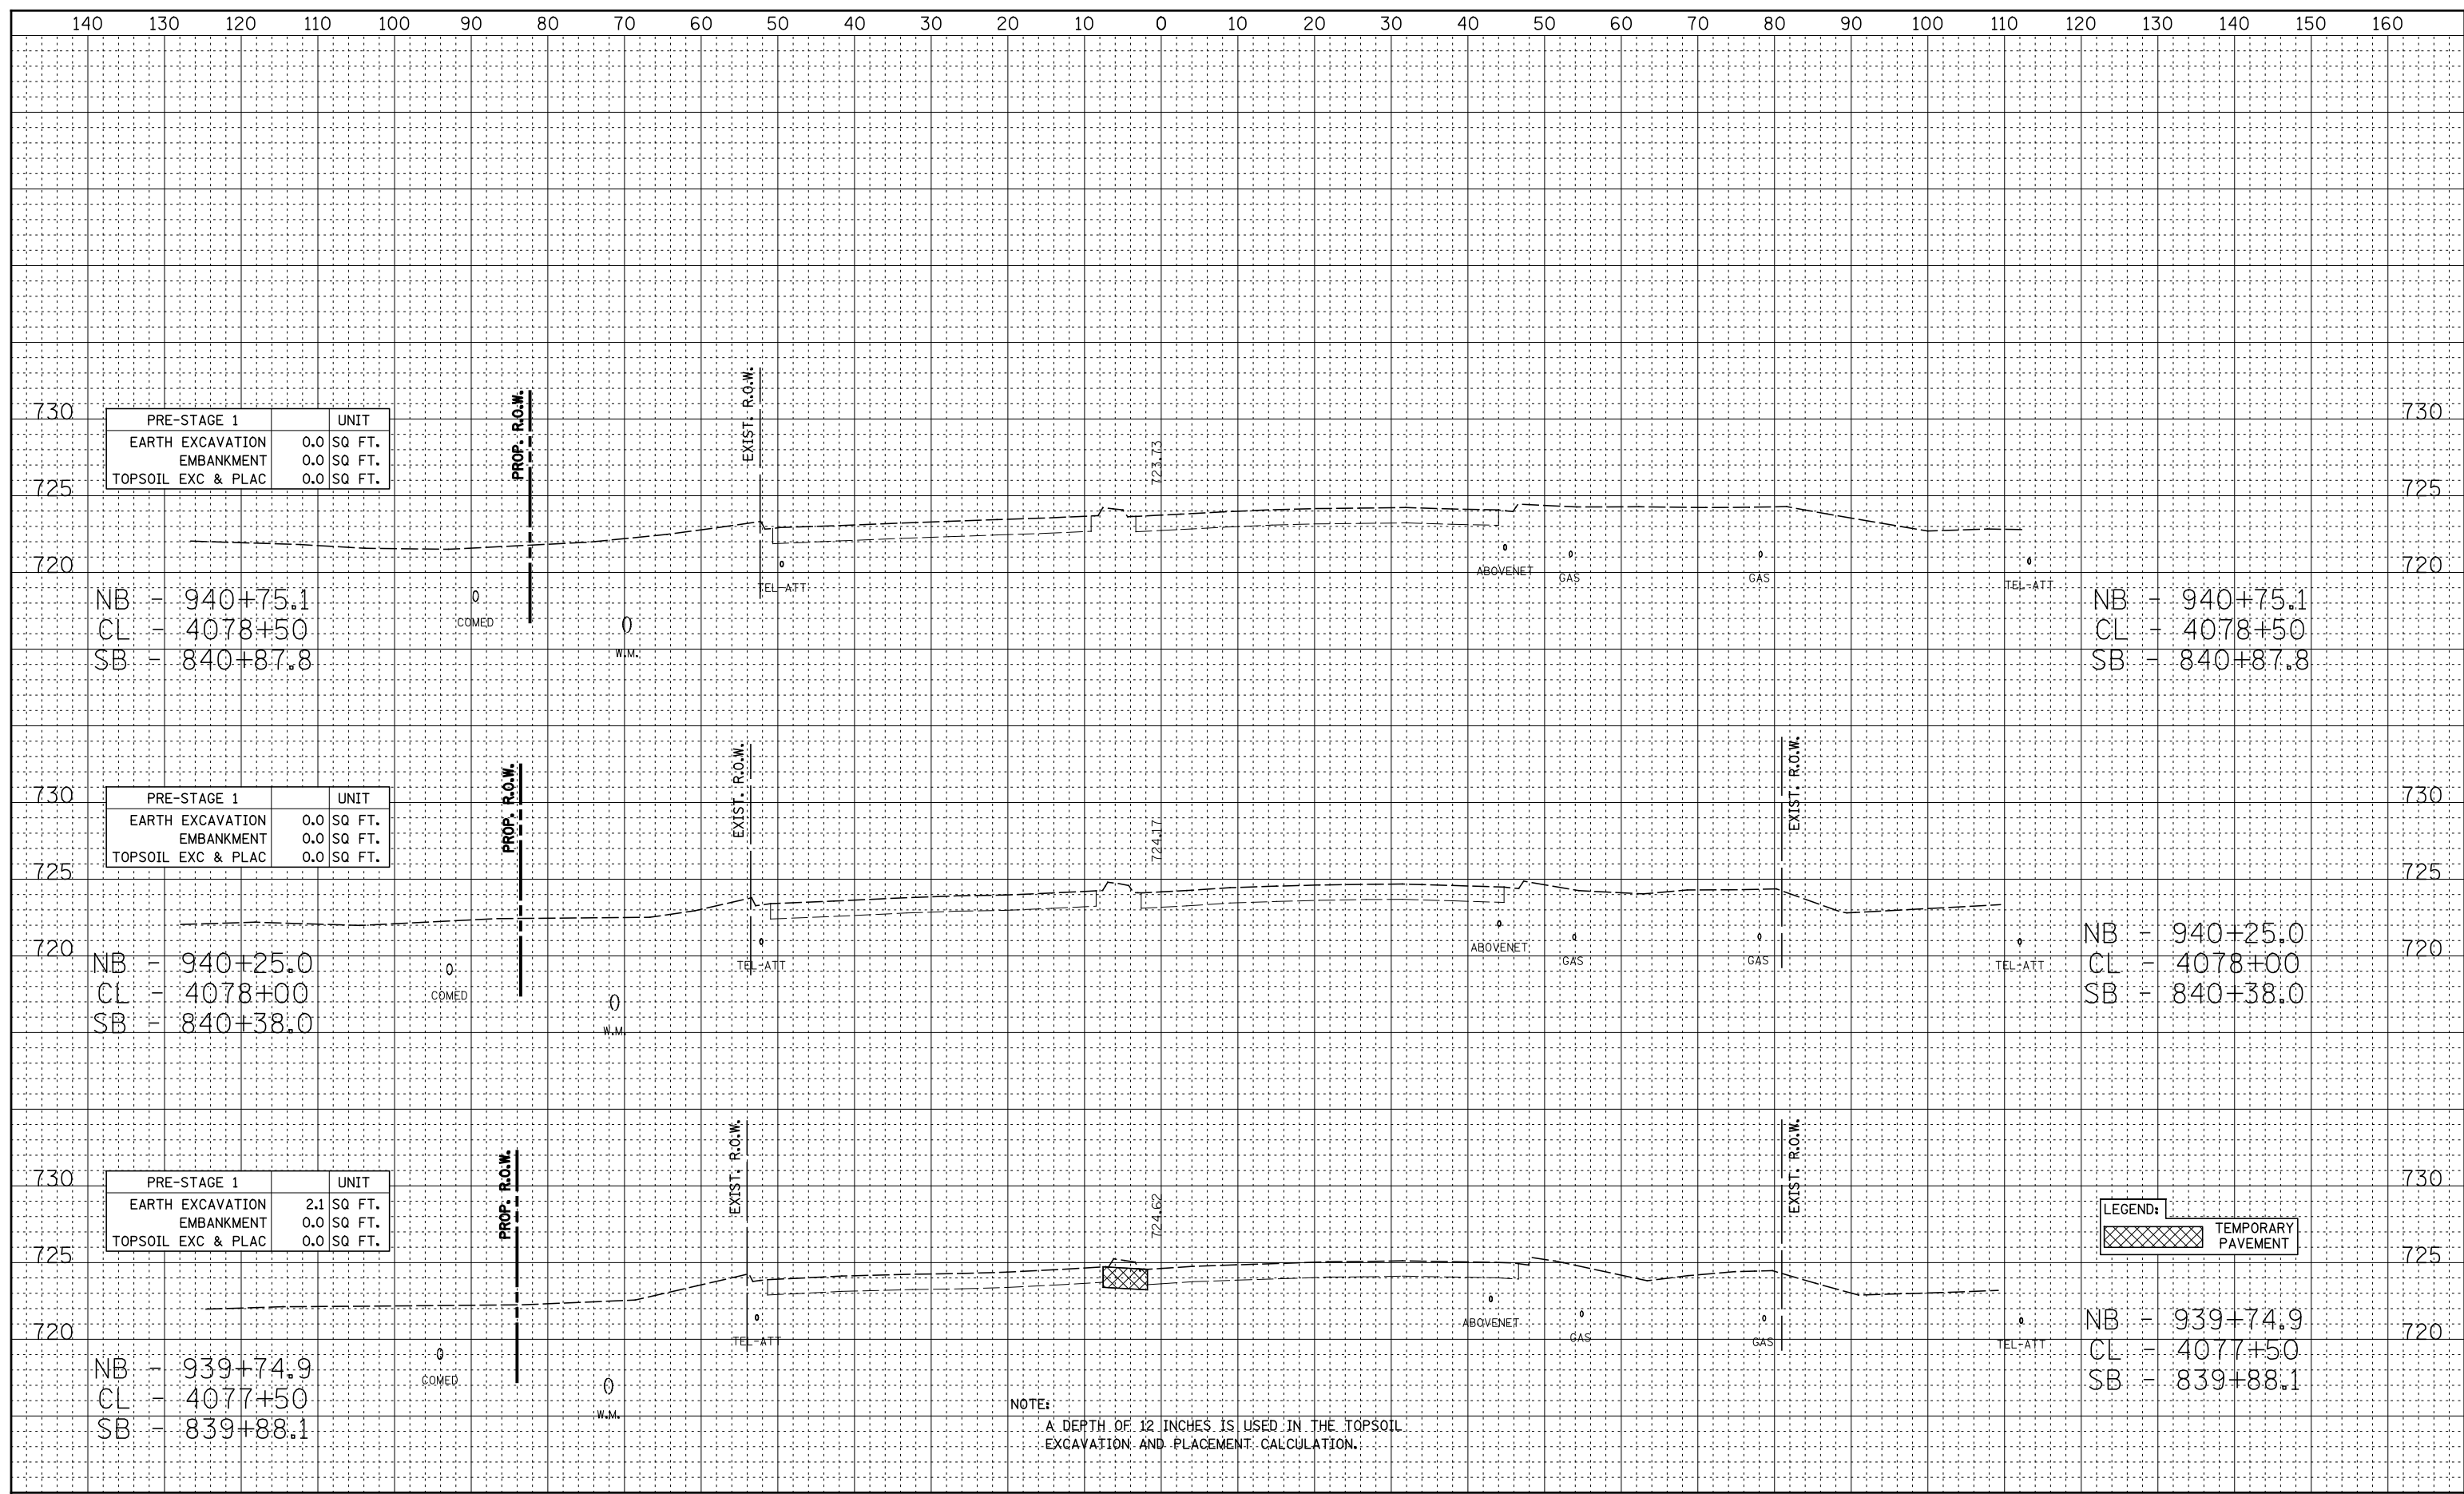 140 130 120 110 100 90 80 70 60 50 40 30 20 10 0 10 20 30 40 50 60 70 80 90 100 110 120 130 140 150 160
730 730
PRE-STAGE 1 UNIT
EARTH EXCAVATION 0.0 SQ FT.
EMBANKMENT 0.0 SQ FT.
TOPSOIL EXC & PLAC 0.0 SQ FT.
PROP. R.O.W.
EXIST. R.O.W.
723.73
725 725
720 720
COMED
W.M.
TEL-ATT
ABOVENET
GAS
GAS
TEL-ATT
NB - 940+75.1
CL - 4078+50
SB - 840+87.8
NB - 940+75.1
CL - 4078+50
SB - 840+87.8
730 730
PRE-STAGE 1 UNIT
EARTH EXCAVATION 0.0 SQ FT.
EMBANKMENT 0.0 SQ FT.
TOPSOIL EXC & PLAC 0.0 SQ FT.
PROP. R.O.W.
EXIST. R.O.W.
724.17
EXIST. R.O.W.
725 725
720 720
COMED
W.M.
TEL-ATT
ABOVENET
GAS
GAS
TEL-ATT
NB - 940+25.0
CL - 4078+00
SB - 840+38.0
NB - 940+25.0
CL - 4078+00
SB - 840+38.0
730 730
PRE-STAGE 1 UNIT
EARTH EXCAVATION 2.1 SQ FT.
EMBANKMENT 0.0 SQ FT.
TOPSOIL EXC & PLAC 0.0 SQ FT.
PROP. R.O.W.
EXIST. R.O.W.
724.62
EXIST. R.O.W.
LEGEND:
TEMPORARY
PAVEMENT
725 725
720 720
COMED
W.M.
TEL-ATT
ABOVENET
GAS
GAS
TEL-ATT
NB - 939+74.9
CL - 4077+50
SB - 839+88.1
NB - 939+74.9
CL - 4077+50
SB - 839+88.1
NOTE:
A DEPTH OF 12 INCHES IS USED IN THE TOPSOIL
EXCAVATION AND PLACEMENT CALCULATION.